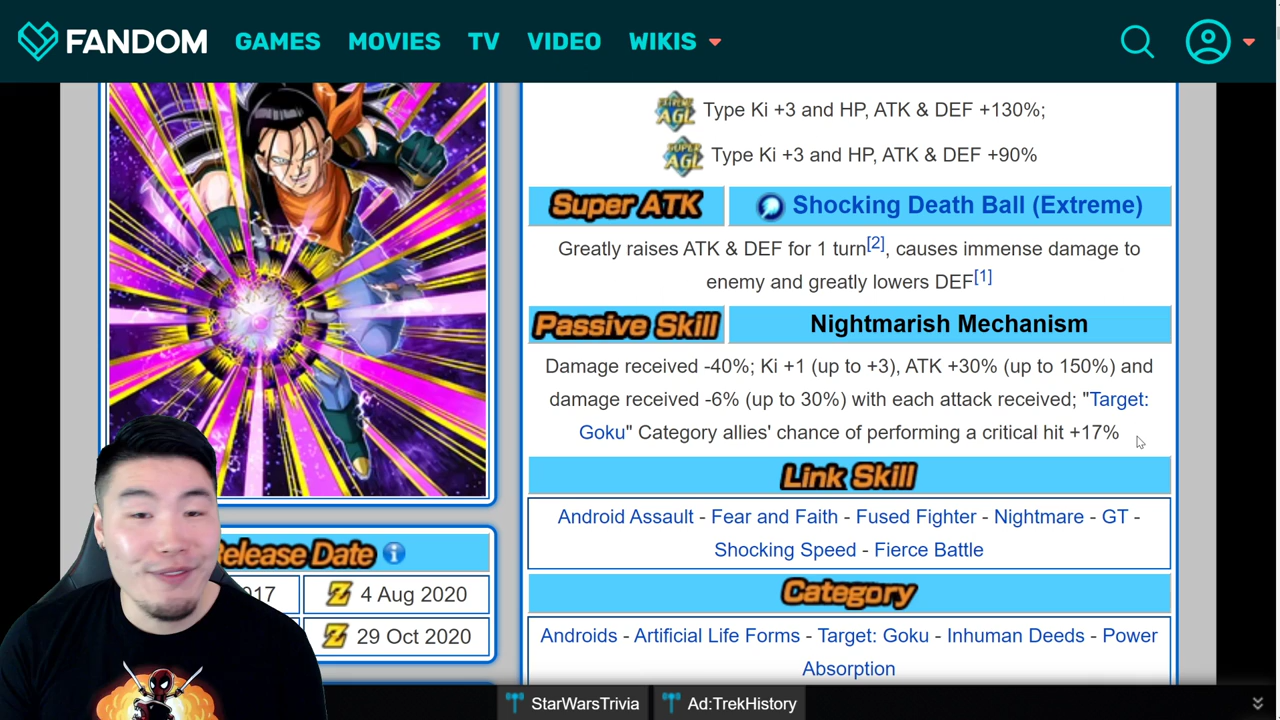 FANDOM GAMES MOVIES TV VIDEO WIKIS
EXTREME AGL Type Ki +3 and HP, ATK & DEF +130%;
SUPER AGL Type Ki +3 and HP, ATK & DEF +90%
Super ATK Shocking Death Ball (Extreme)
Greatly raises ATK & DEF for 1 turn[2], causes immense damage to
enemy and greatly lowers DEF[1]
Passive Skill Nightmarish Mechanism
Damage received -40%; Ki +1 (up to +3), ATK +30% (up to 150%) and
damage received -6% (up to 30%) with each attack received; "Target:
Goku" Category allies' chance of performing a critical hit +17%
Link Skill
Android Assault - Fear and Faith - Fused Fighter - Nightmare - GT -
Shocking Speed - Fierce Battle
Category
Androids - Artificial Life Forms - Target: Goku - Inhuman Deeds - Power
Absorption
Release Date
Z 4 Aug 2020
Z 29 Oct 2020
StarWarsTrivia Ad:TrekHistory